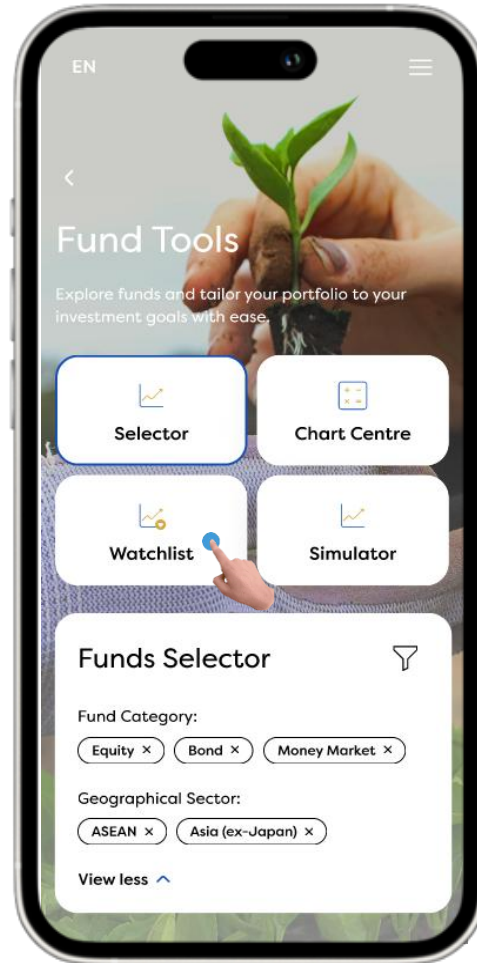 EN
Fund Tools
Explore funds and tailor your portfolio to your
investment goals with ease.
Selector
Chart Centre
Watchlist
Simulator
Funds Selector
Fund Category:
Equity ×
Bond ×
Money Market ×
Geographical Sector:
ASEAN ×
Asia (ex-Japan) ×
View less